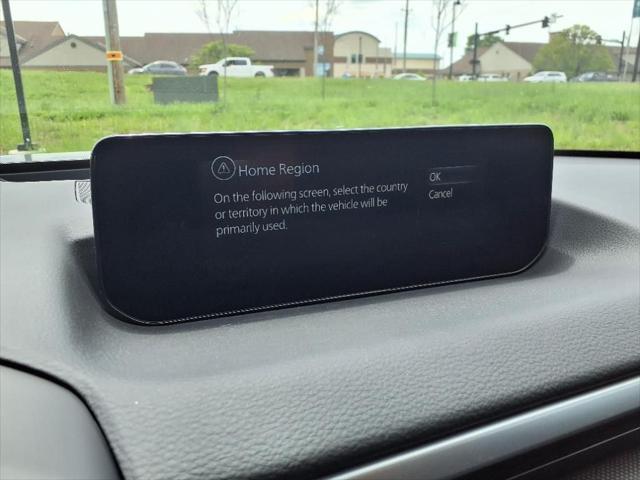 Home Region
On the following screen, select the country
or territory in which the vehicle will be
primarily used.
OK
Cancel